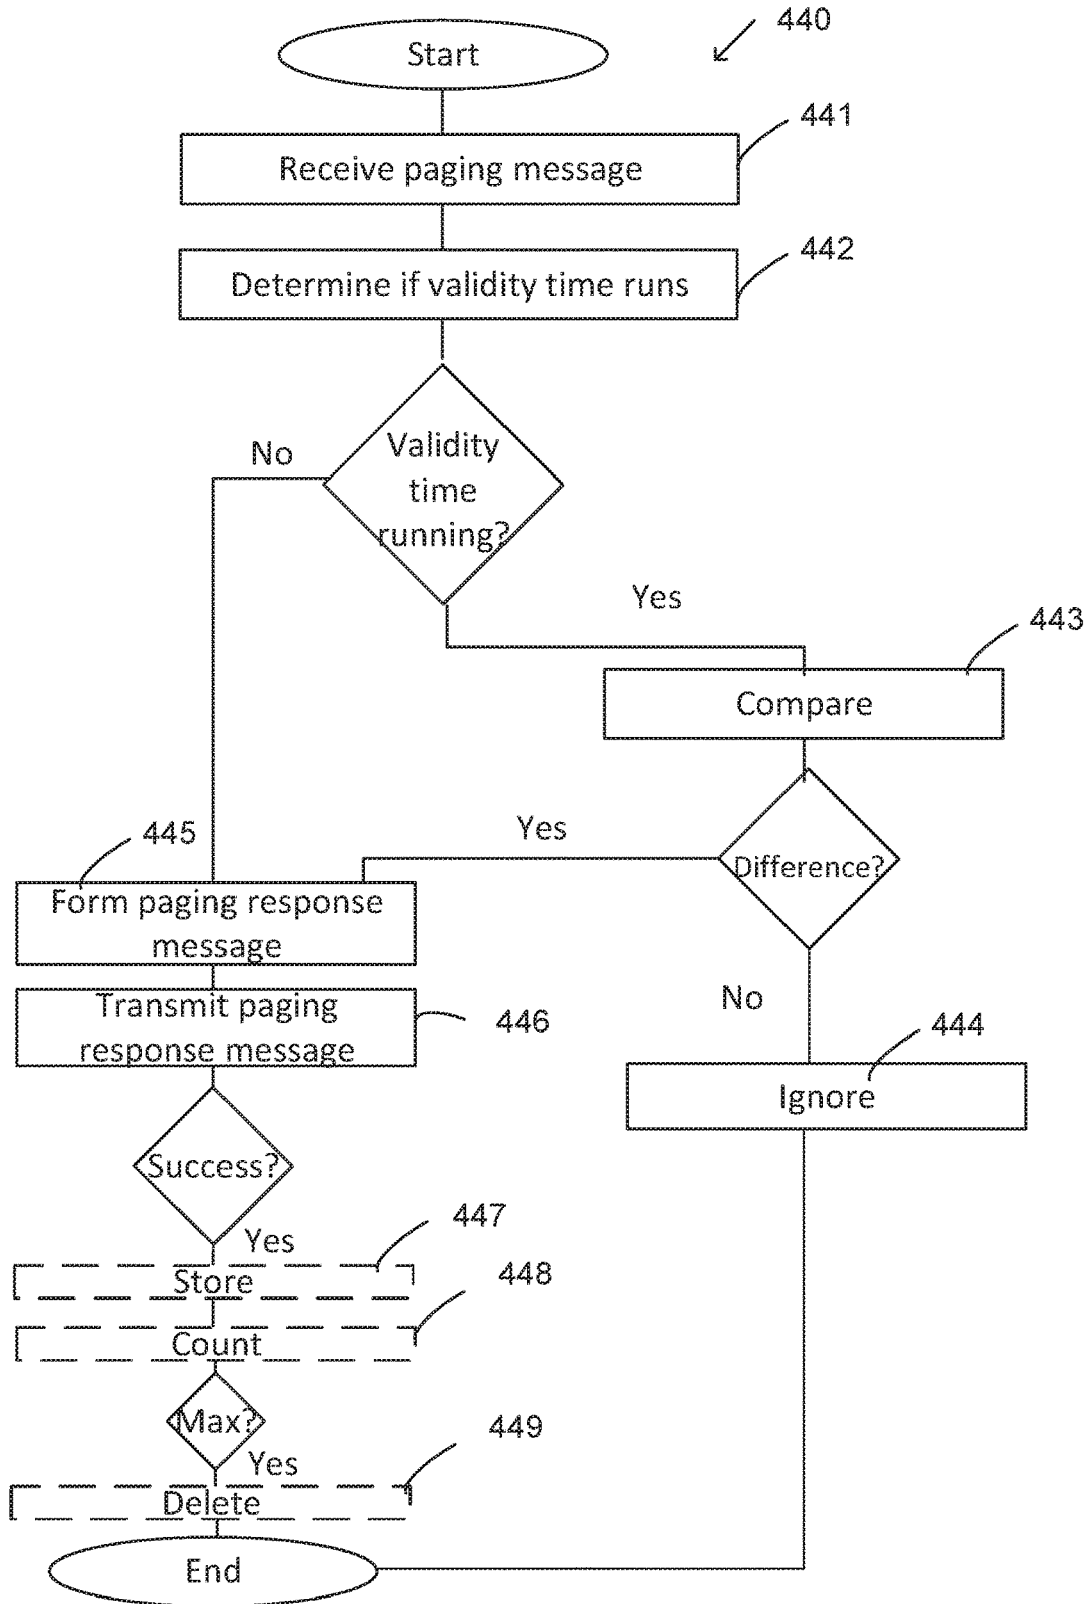 440
Start
441
Receive paging message
442
Determine if validity time runs
No
Validity
time
running?
Yes
443
Compare
445
Yes
Difference?
Form paging response
message
No
Transmit paging
response message
446
444
Ignore
Success?
447
Yes
Store
448
Count
Max?
449
Yes
Delete
End